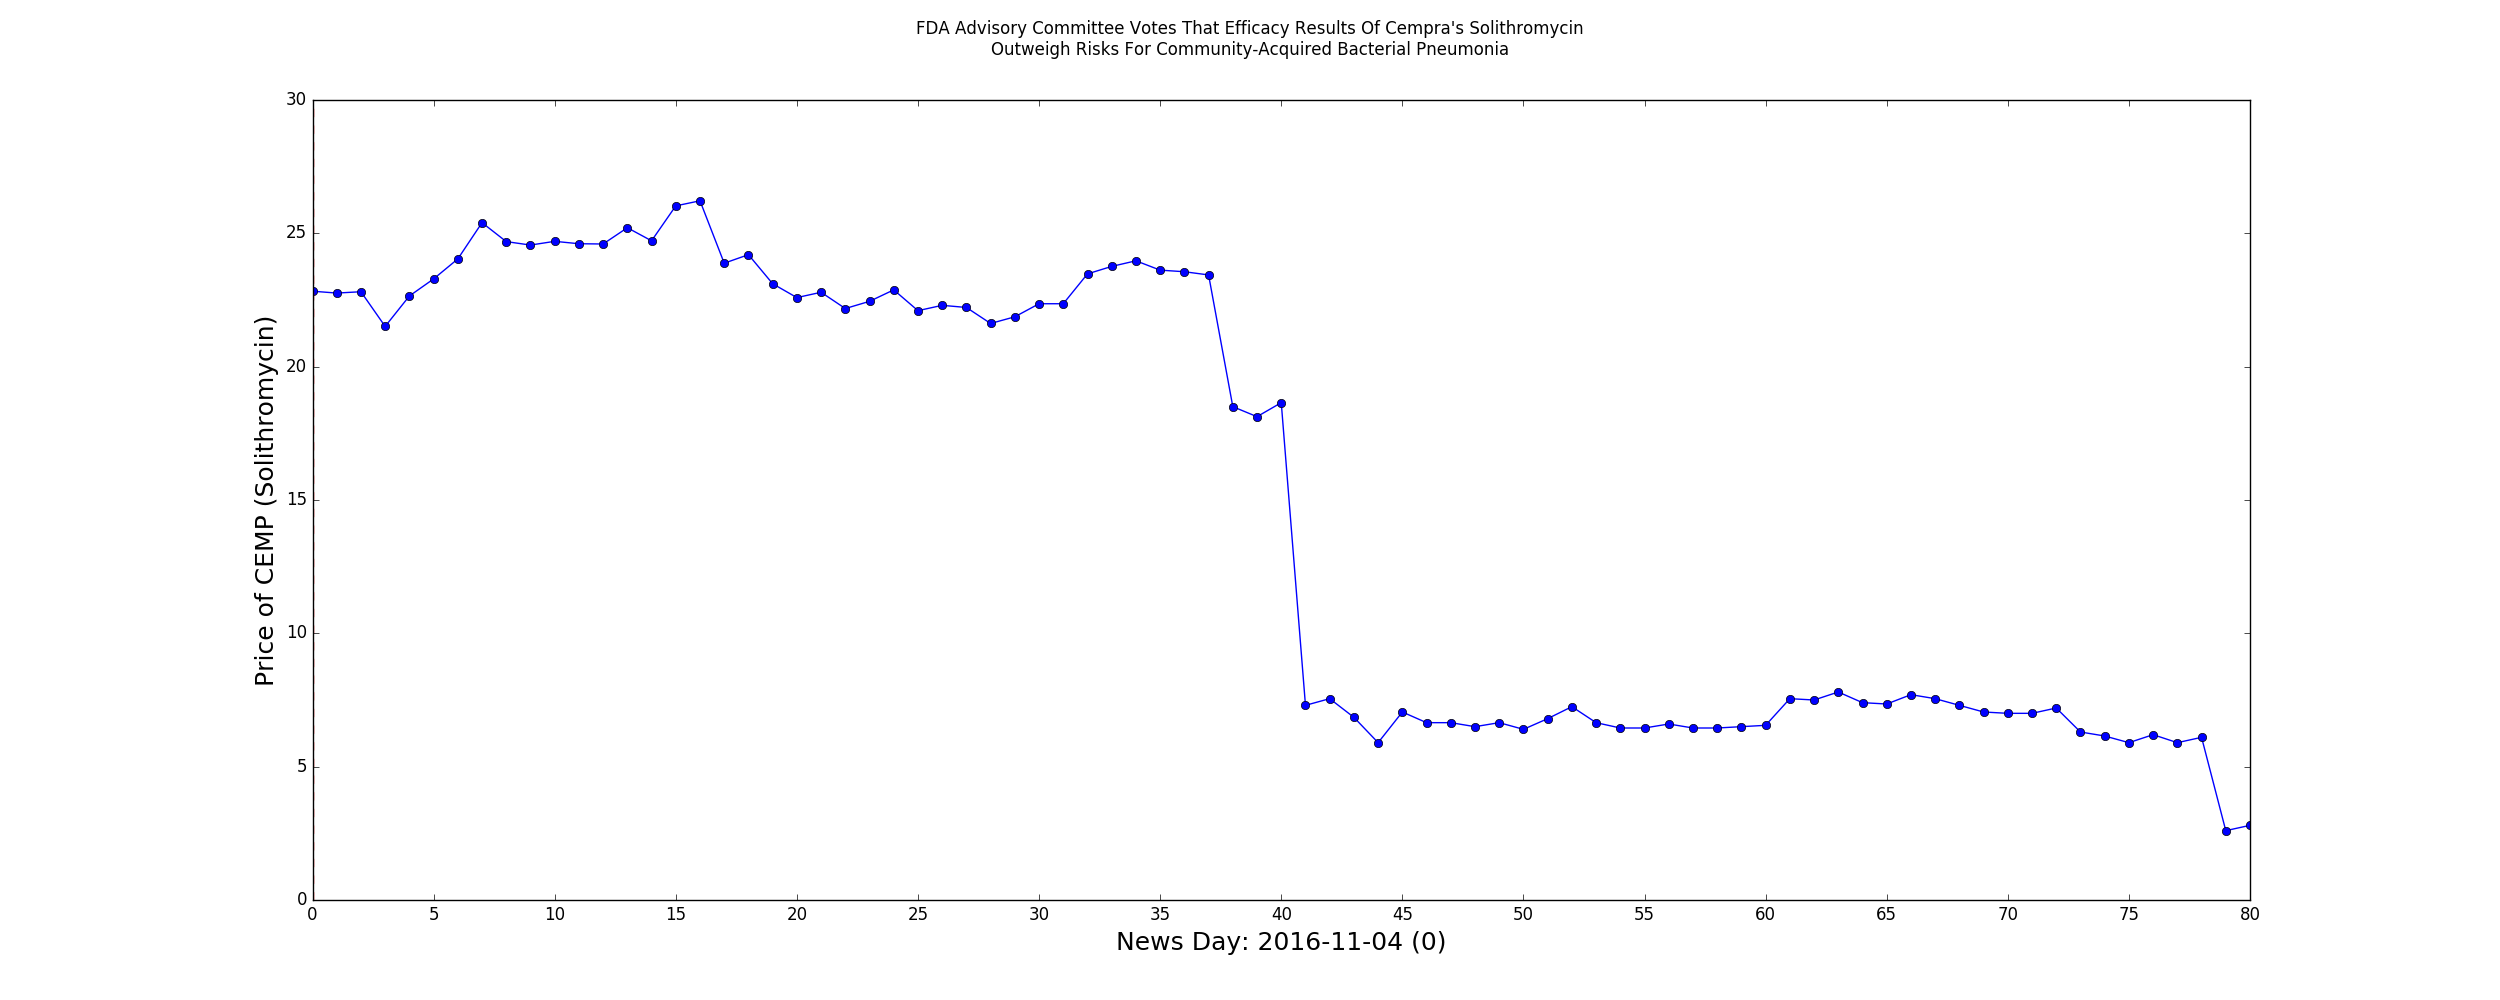 FDA Advisory Committee Votes That Efficacy Results Of Cempra's Solithromycin
Outweigh Risks For Community-Acquired Bacterial Pneumonia
Price of CEMP (Solithromycin)
30
25
20
15
10
5
0
0 5 10 15 20 25 30 35 40 45 50 55 60 65 70 75 80
News Day: 2016-11-04 (0)